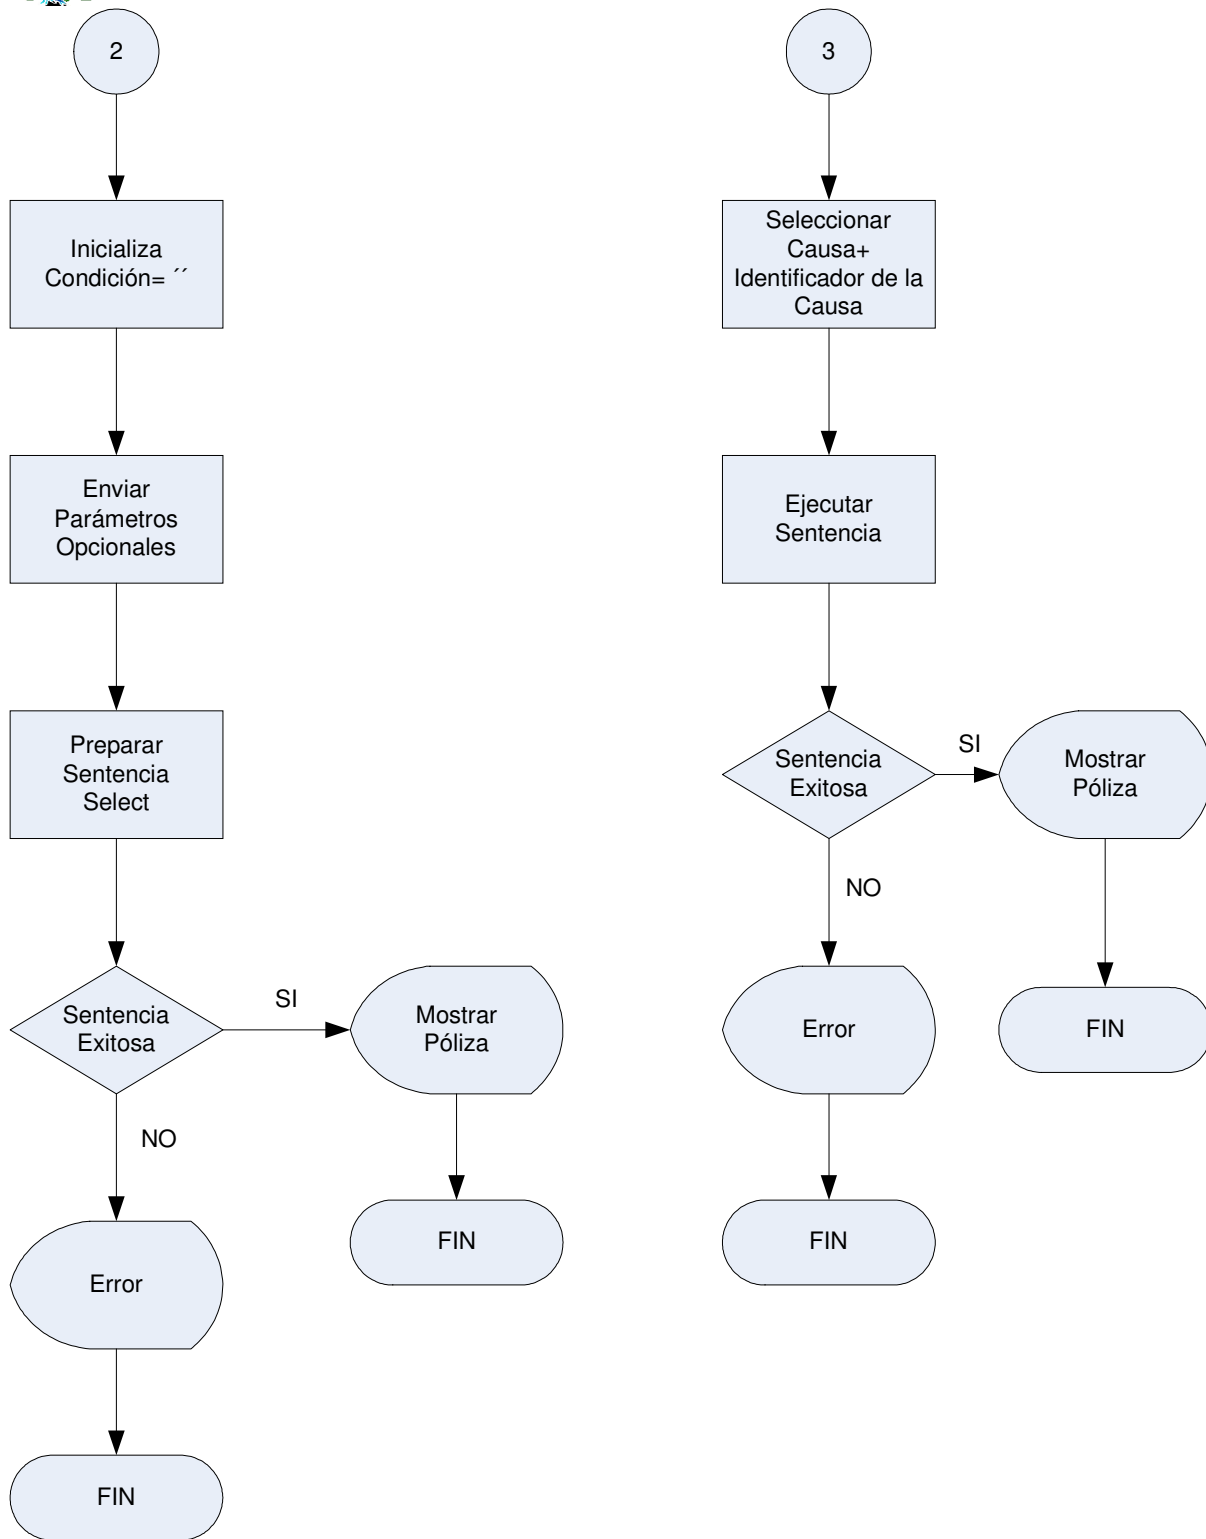 2
Inicializa
Condición= ´´
Enviar
Parámetros
Opcionales
Preparar
Sentencia
Select
Sentencia
Exitosa
SI
Mostrar
Póliza
NO
FIN
Error
FIN
3
Seleccionar
Causa+
Identificador de la
Causa
Ejecutar
Sentencia
Sentencia
Exitosa
SI
Mostrar
Póliza
NO
Error
FIN
FIN